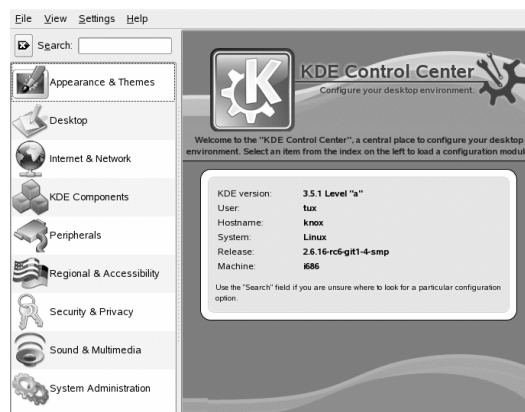 File View Settings Help
Search:
Appearance & Themes
Desktop
Internet & Network
KDE Components
Peripherals
Regional & Accessibility
Security & Privacy
Sound & Multimedia
System Administration
K
KDE Control Center
Configure your desktop environment.
Welcome to the "KDE Control Center", a central place to configure your desktop
environment. Select an item from the index on the left to load a configuration modul
KDE version: 3.5.1 Level "a"
User: tux
Hostname: knox
System: Linux
Release: 2.6.16-rc6-git1-4-smp
Machine: i686
Use the "Search" field if you are unsure where to look for a particular configuration
option.